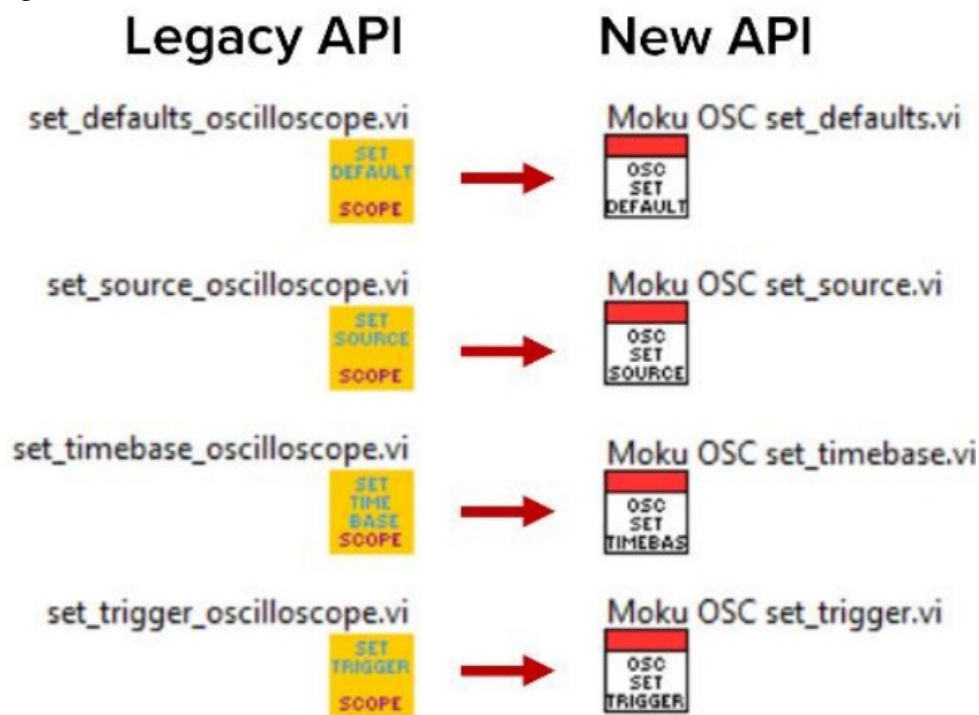 Legacy API New API
set_defaults_oscilloscope.vi Moku OSC set_defaults.vi
SET
DEFAULT
SCOPE
OSC
SET
DEFAULT
set_source_oscilloscope.vi Moku OSC set_source.vi
SET
SOURCE
SCOPE
OSC
SET
SOURCE
set_timebase_oscilloscope.vi Moku OSC set_timebase.vi
SET
TIME
BASE
SCOPE
OSC
SET
TIMEBAS
set_trigger_oscilloscope.vi Moku OSC set_trigger.vi
SET
TRIGGER
SCOPE
OSC
SET
TRIGGER